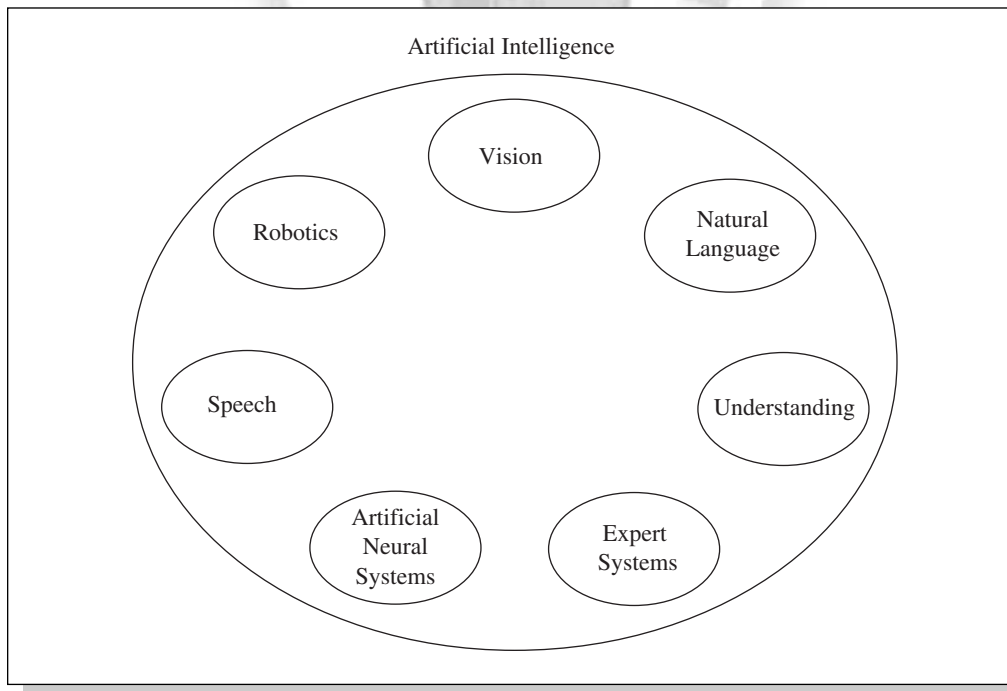 Artificial Intelligence
Vision
Robotics
Natural
Language
Speech
Understanding
Artificial
Neural
Systems
Expert
Systems